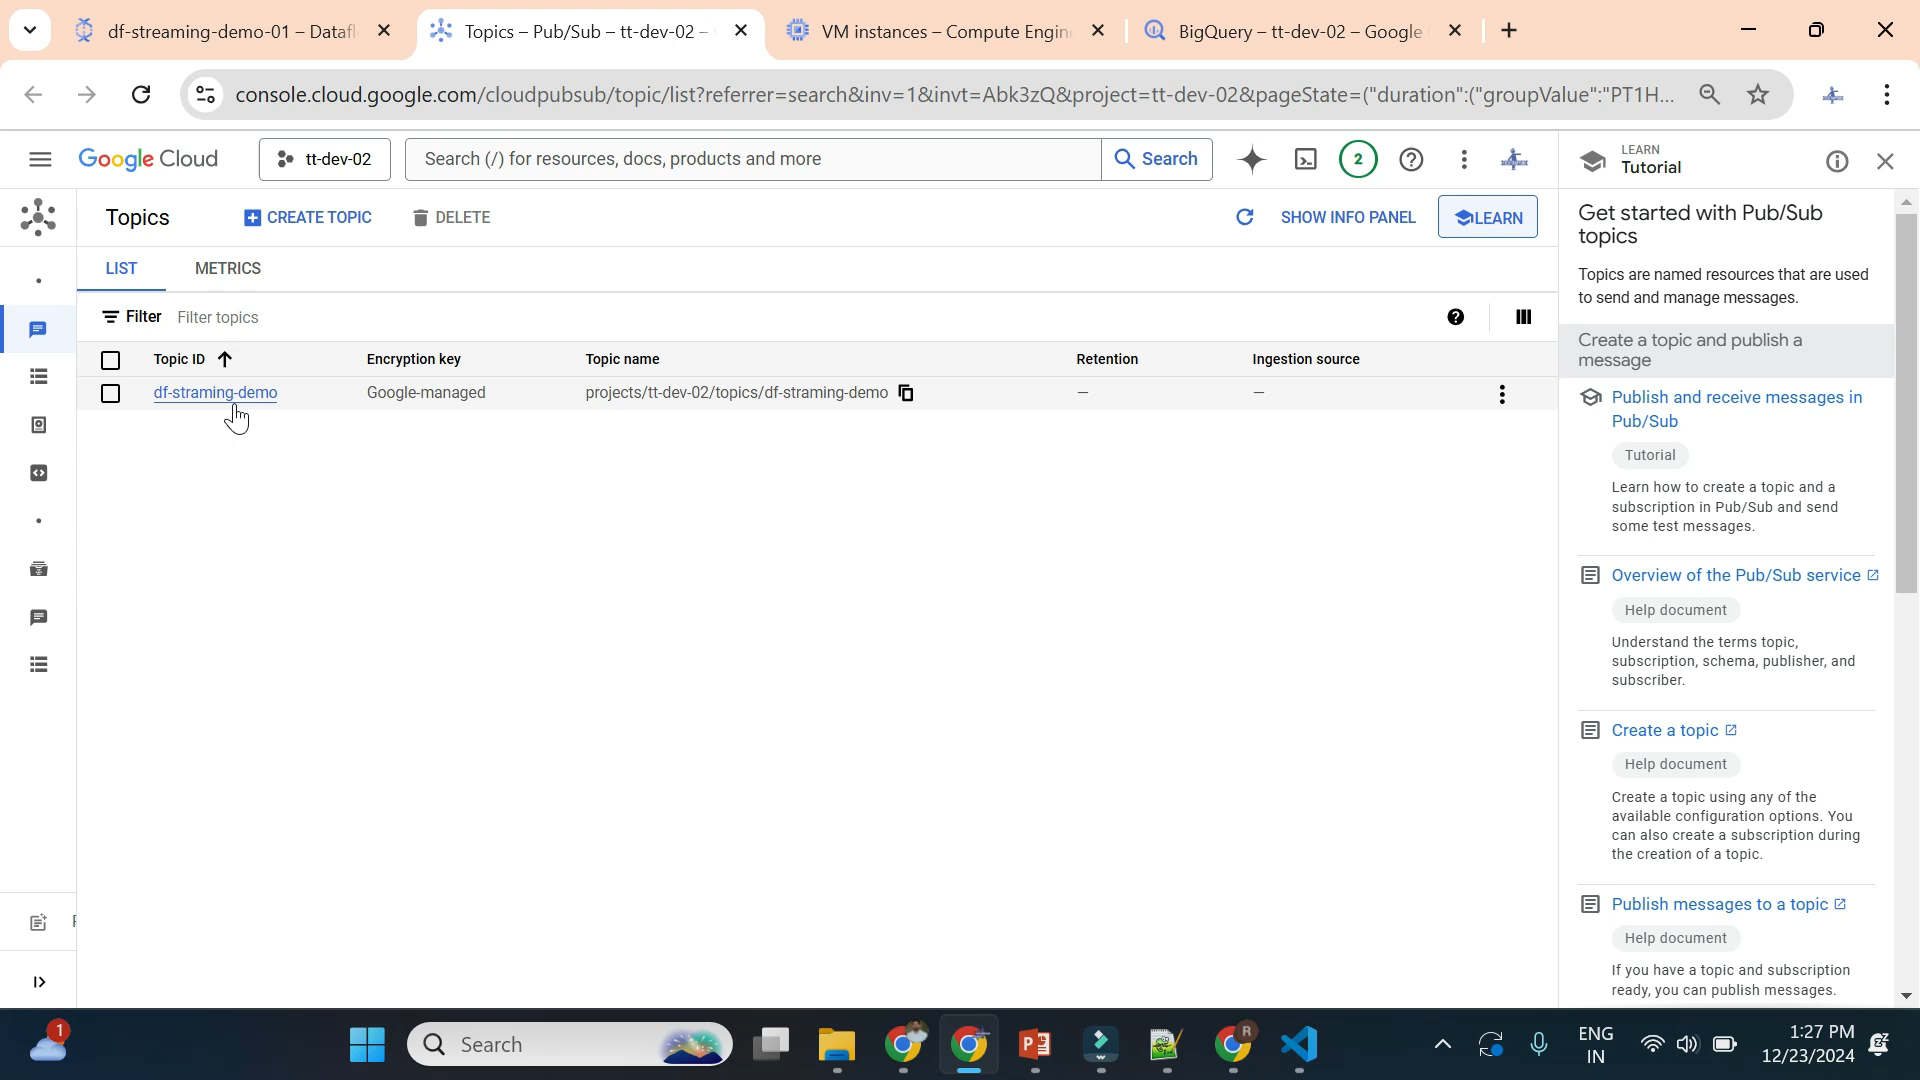 df-streaming-demo-01 – Datafl
Topics – Pub/Sub – tt-dev-02 –
VM instances – Compute Engin
BigQuery – tt-dev-02 – Google
console.cloud.google.com/cloudpubsub/topic/list?referrer=search&inv=1&invt=Abk3zQ&project=tt-dev-02&pageState=("duration":("groupValue":"PT1H...
Google Cloud
tt-dev-02
Search (/) for resources, docs, products and more
Search
2
LEARN
Tutorial
Topics
CREATE TOPIC
DELETE
SHOW INFO PANEL
LEARN
LIST
METRICS
Filter
Filter topics
Topic ID
Encryption key
Topic name
Retention
Ingestion source
df-straming-demo
Google-managed
projects/tt-dev-02/topics/df-straming-demo
—
—
Get started with Pub/Sub
topics
Topics are named resources that are used
to send and manage messages.
Create a topic and publish a
message
Publish and receive messages in
Pub/Sub
Tutorial
Learn how to create a topic and a
subscription in Pub/Sub and send
some test messages.
Overview of the Pub/Sub service
Help document
Understand the terms topic,
subscription, schema, publisher, and
subscriber.
Create a topic
Help document
Create a topic using any of the
available configuration options. You
can also create a subscription during
the creation of a topic.
Publish messages to a topic
Help document
If you have a topic and subscription
ready, you can publish messages.
1
Search
R
ENG
IN
1:27 PM
12/23/2024